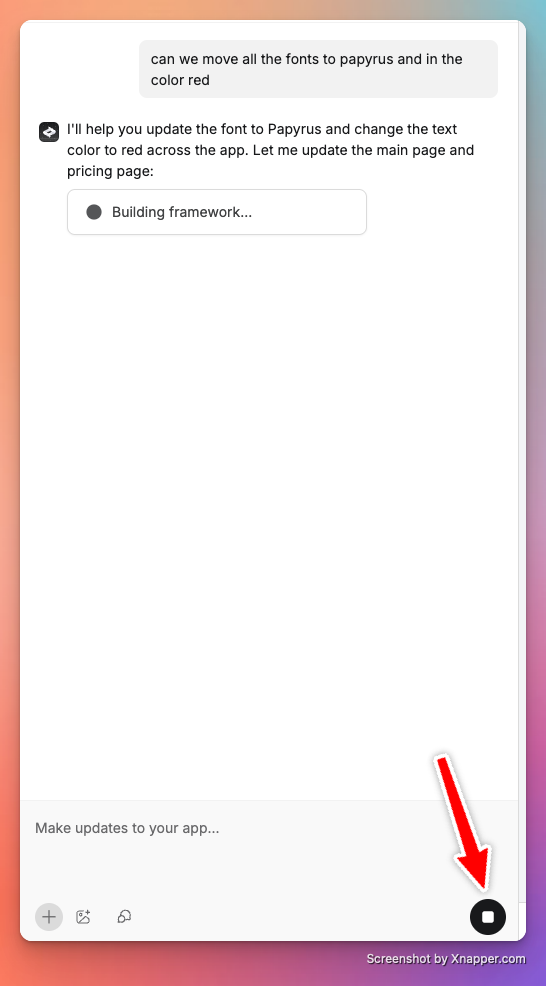 can we move all the fonts to papyrus and in the
color red
I'll help you update the font to Papyrus and change the text
color to red across the app. Let me update the main page and
pricing page:
Building framework...
Make updates to your app...
Screenshot by Xnapper.com